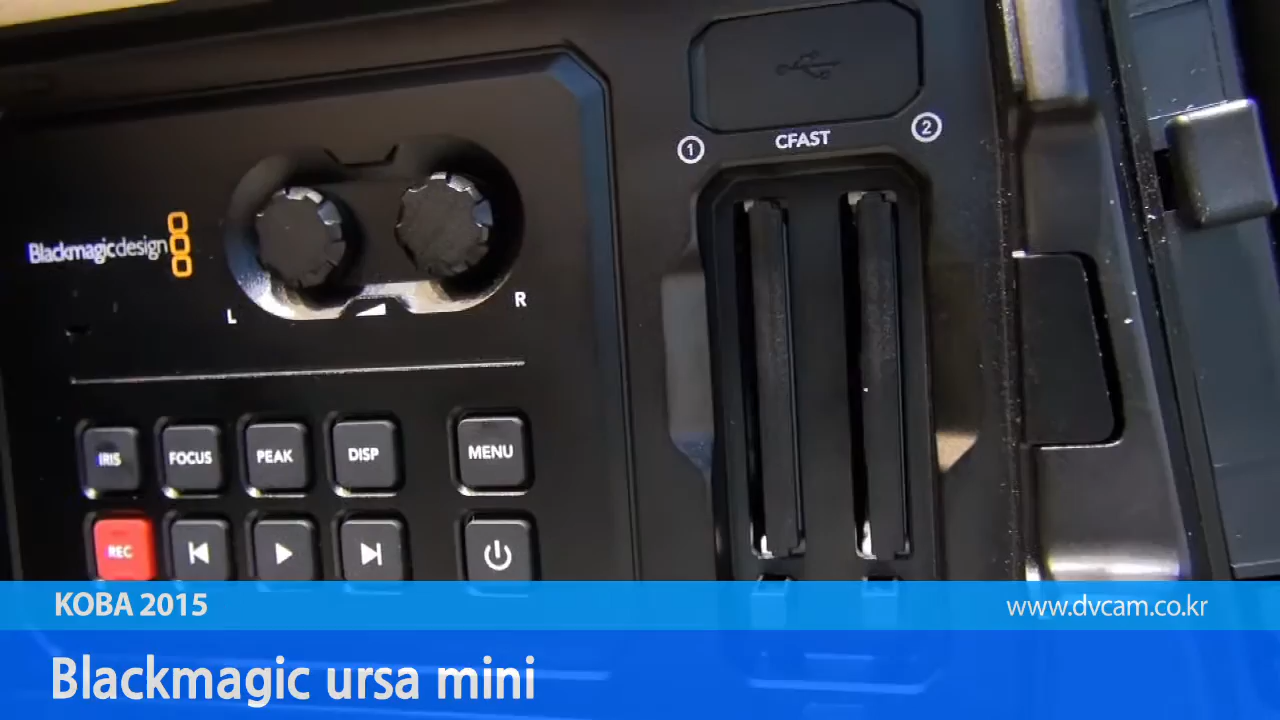 1
CFAST
2
Blackmagicdesign
L
R
IRIS
FOCUS
PEAK
DISP
MENU
REC
KOBA 2015
www.dvcam.co.kr
Blackmagic ursa mini